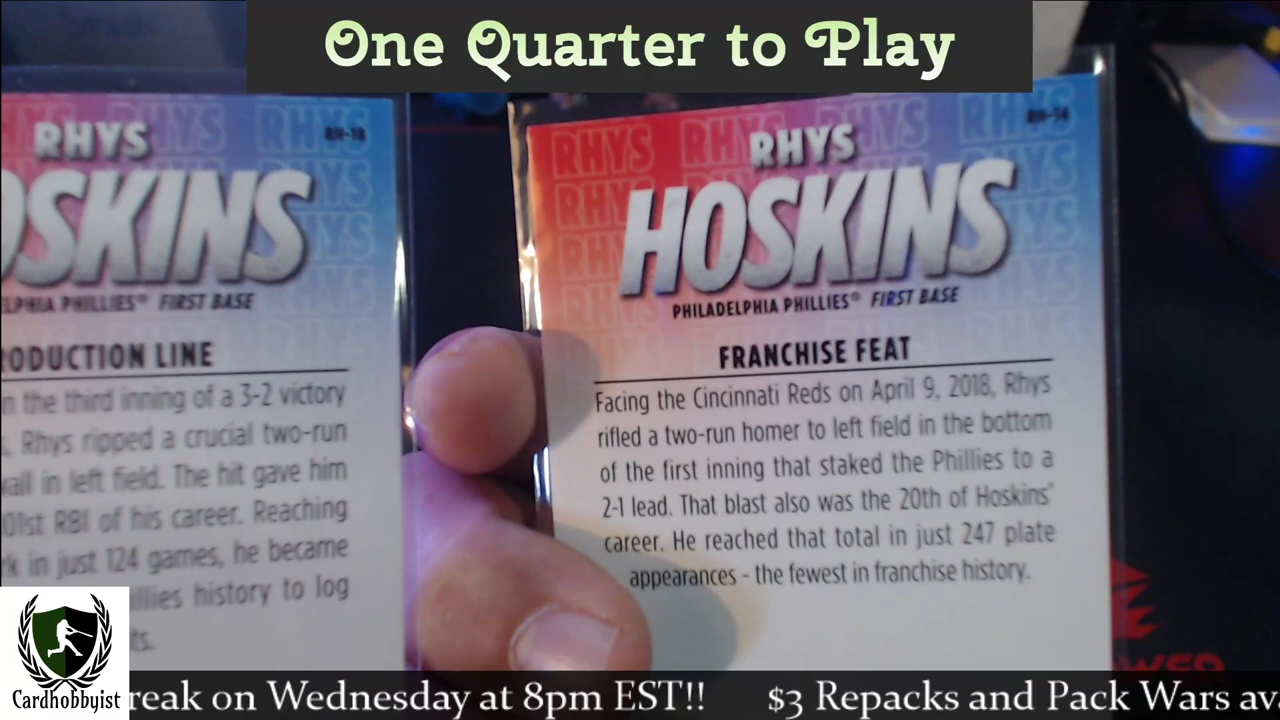 One Quarter to Play
RHYS
OSKINS
PHIA PHILLIES® FIRST BASE
RODUCTION LINE
n the third inning of a 3-2 victory
Rhys ripped a crucial two-run
all in left field. The hit gave him
01st RBI of his career. Reaching
k in just 124 games, he became
illies history to log
ts.
RHYS RHYS
RHYS
HOSKINS
PHILADELPHIA PHILLIES® FIRST BASE
FRANCHISE FEAT
Facing the Cincinnati Reds on April 9, 2018, Rhys
rifled a two-run homer to left field in the bottom
of the first inning that staked the Phillies to a
2-1 lead. That blast also was the 20th of Hoskins'
career. He reached that total in just 247 plate
appearances - the fewest in franchise history.
Cardhobbyist
reak on Wednesday at 8pm EST!! $3 Repacks and Pack Wars av